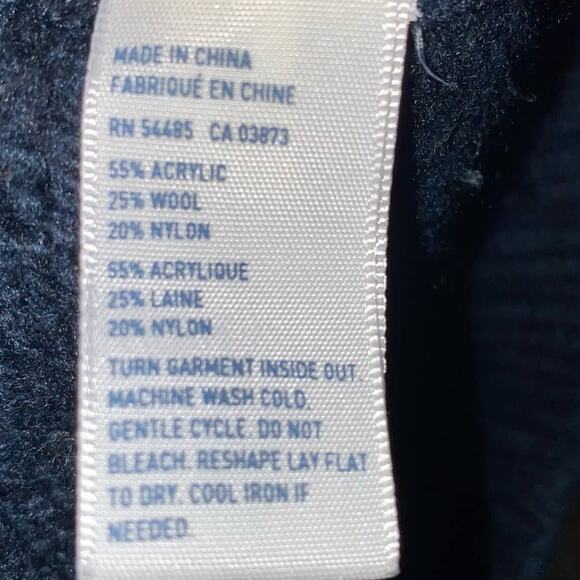 MADE IN CHINA
FABRIQUÉ EN CHINE
RN 54485 CA 03873
55% ACRYLIC
25% WOOL
20% NYLON
55% ACRYLIQUE
25% LAINE
20% NYLON
TURN GARMENT INSIDE OUT.
MACHINE WASH COLD.
GENTLE CYCLE. DO NOT
BLEACH. RESHAPE LAY FLAT
TO DRY. COOL IRON IF
NEEDED.